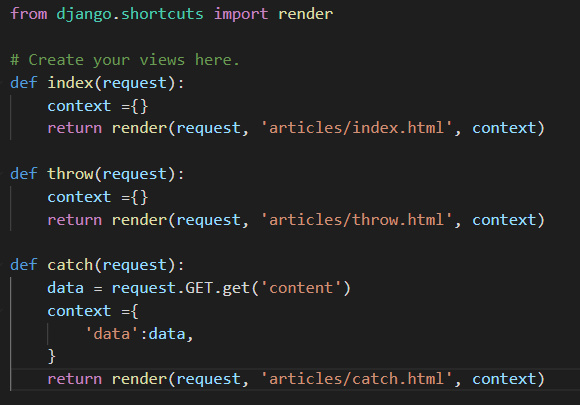 from django.shortcuts import render
# Create your views here.
def index(request):
    context ={}
    return render(request, 'articles/index.html', context)
def throw(request):
    context ={}
    return render(request, 'articles/throw.html', context)
def catch(request):
    data = request.GET.get('content')
    context ={
        'data':data,
    }
    return render(request, 'articles/catch.html', context)